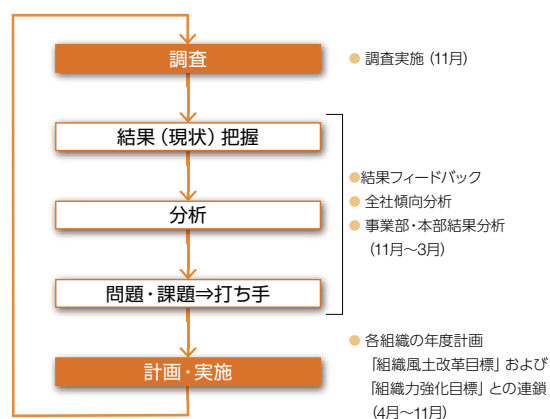 調査
● 調査実施 (11月)
結果 (現状) 把握
分析
問題・課題⇒打ち手
●結果フィードバック
● 全社傾向分析
● 事業部・本部結果分析
(11月～3月)
計画・実施
● 各組織の年度計画
「組織風土改革目標」および
「組織力強化目標」との連鎖
(4月～11月)